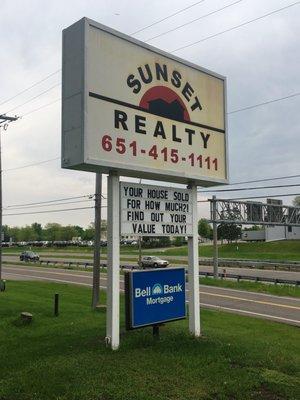 SUNSET
REALTY
651-415-1111
YOUR HOUSE SOLD
FOR HOW MUCH?!
FIND OUT YOUR
VALUE TODAY!
Bell Bank
Mortgage